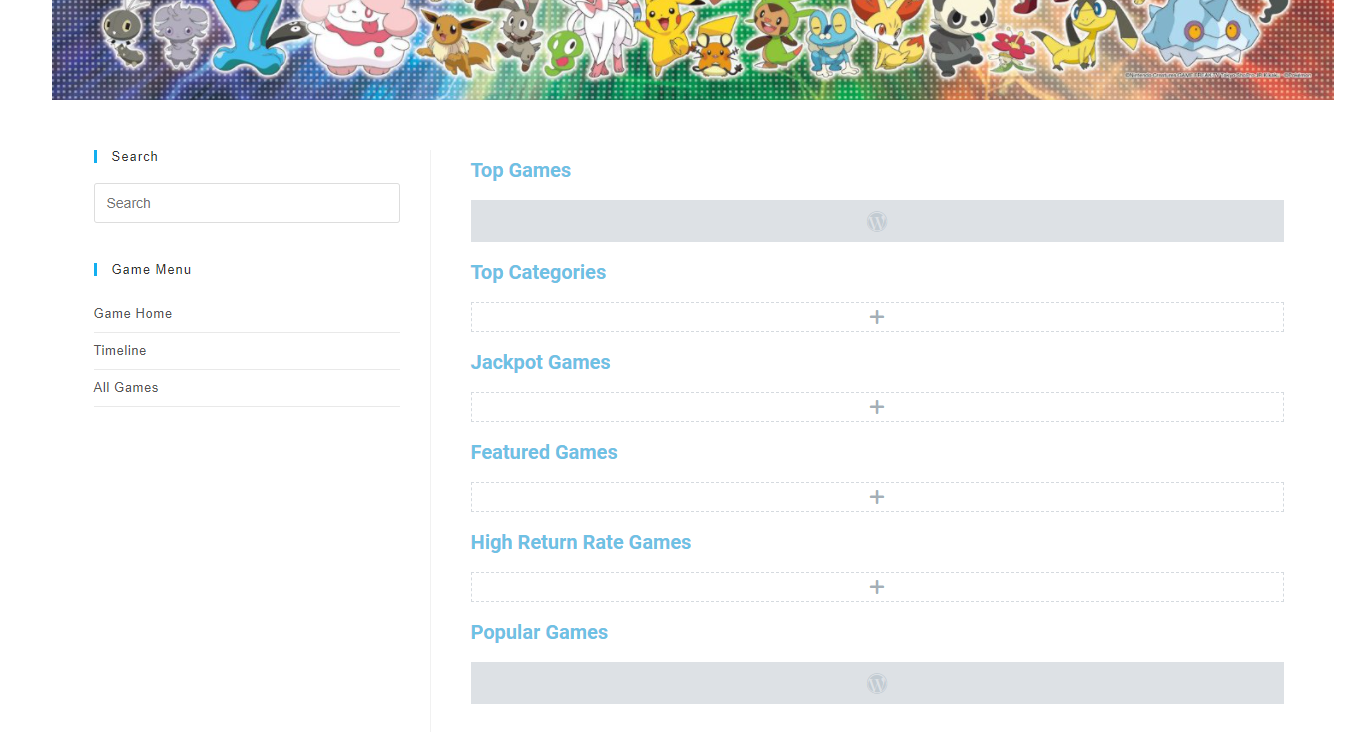 Search
Search
Game Menu
Game Home
Timeline
All Games
Top Games
Top Categories
Jackpot Games
Featured Games
High Return Rate Games
Popular Games